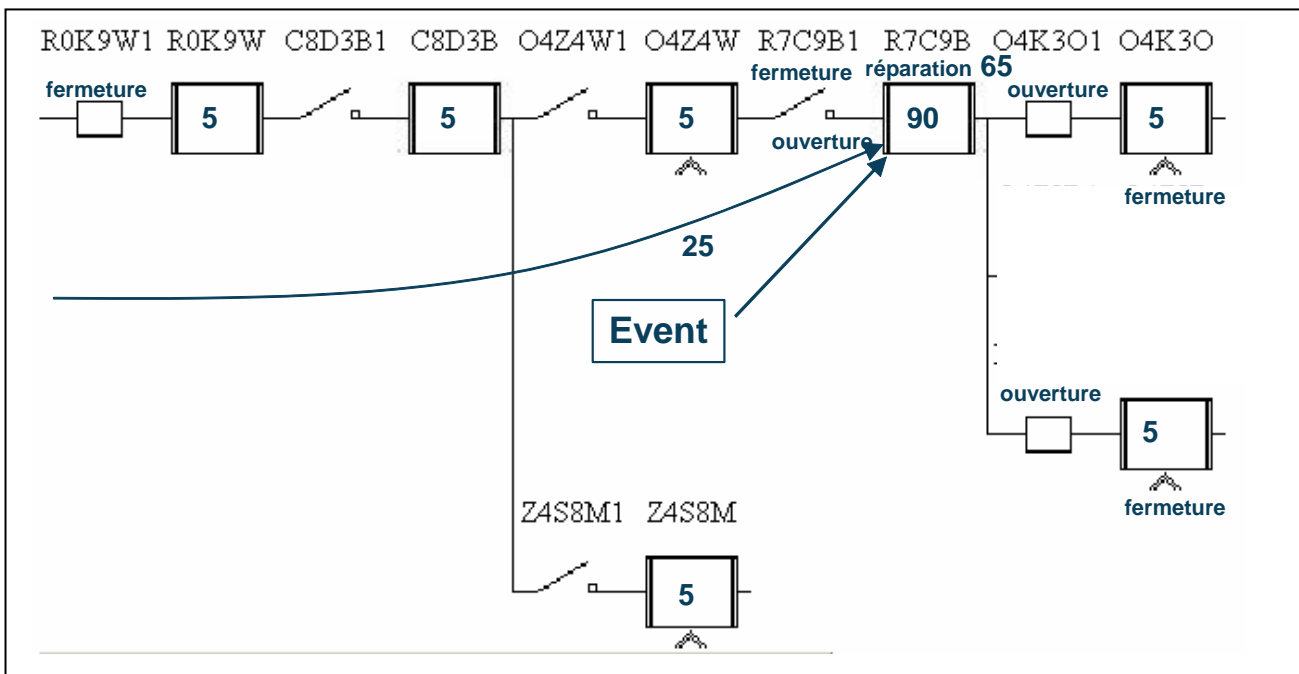 R0K9W1 R0K9W C8D3B1 C8D3B O4Z4W1 O4Z4W R7C9B1 R7C9B O4K3O1 O4K3O
fermeture fermeture réparation 65 ouverture
5 5 5 90 5
ouverture
fermeture
25
Event
ouverture
5
fermeture
Z4S8M1 Z4S8M
5